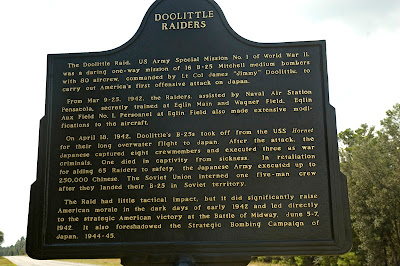 DOOLITTLE
RAIDERS
The Doolittle Raid, US Army Special Mission No. 1 of World War II,
was a daring one-way mission of 16 B-25 Mitchell medium bombers
with 80 aircrew, commanded by Lt Col James "Jimmy" Doolittle, to
carry out America's first offensive attack on Japan.
From Mar 9-25, 1942, the Raiders, assisted by Naval Air Station
Pensacola, secretly trained at Eglin Main and Wagner Field, Eglin
Aux Field No. 1. Personnel at Eglin Field also made extensive modi-
fications to the aircraft.
On April 18, 1942, Doolittle's B-25s took off from the USS Hornet
for their long overwater flight to Japan. After the attack, the
Japanese captured eight crewmembers and executed three as war
criminals. One died in captivity from sickness. In retaliation
for aiding 65 Raiders to safety, the Japanese Army executed up to
250,000 Chinese. The Soviet Union interned one five-man crew
after they landed their B-25 in Soviet territory.
The Raid had little tactical impact, but it did significantly raise
American morale in the dark days of early 1942 and led directly
to the strategic American victory at the Battle of Midway, June 5-7,
1942. It also foreshadowed the Strategic Bombing Campaign of
Japan, 1944-45.